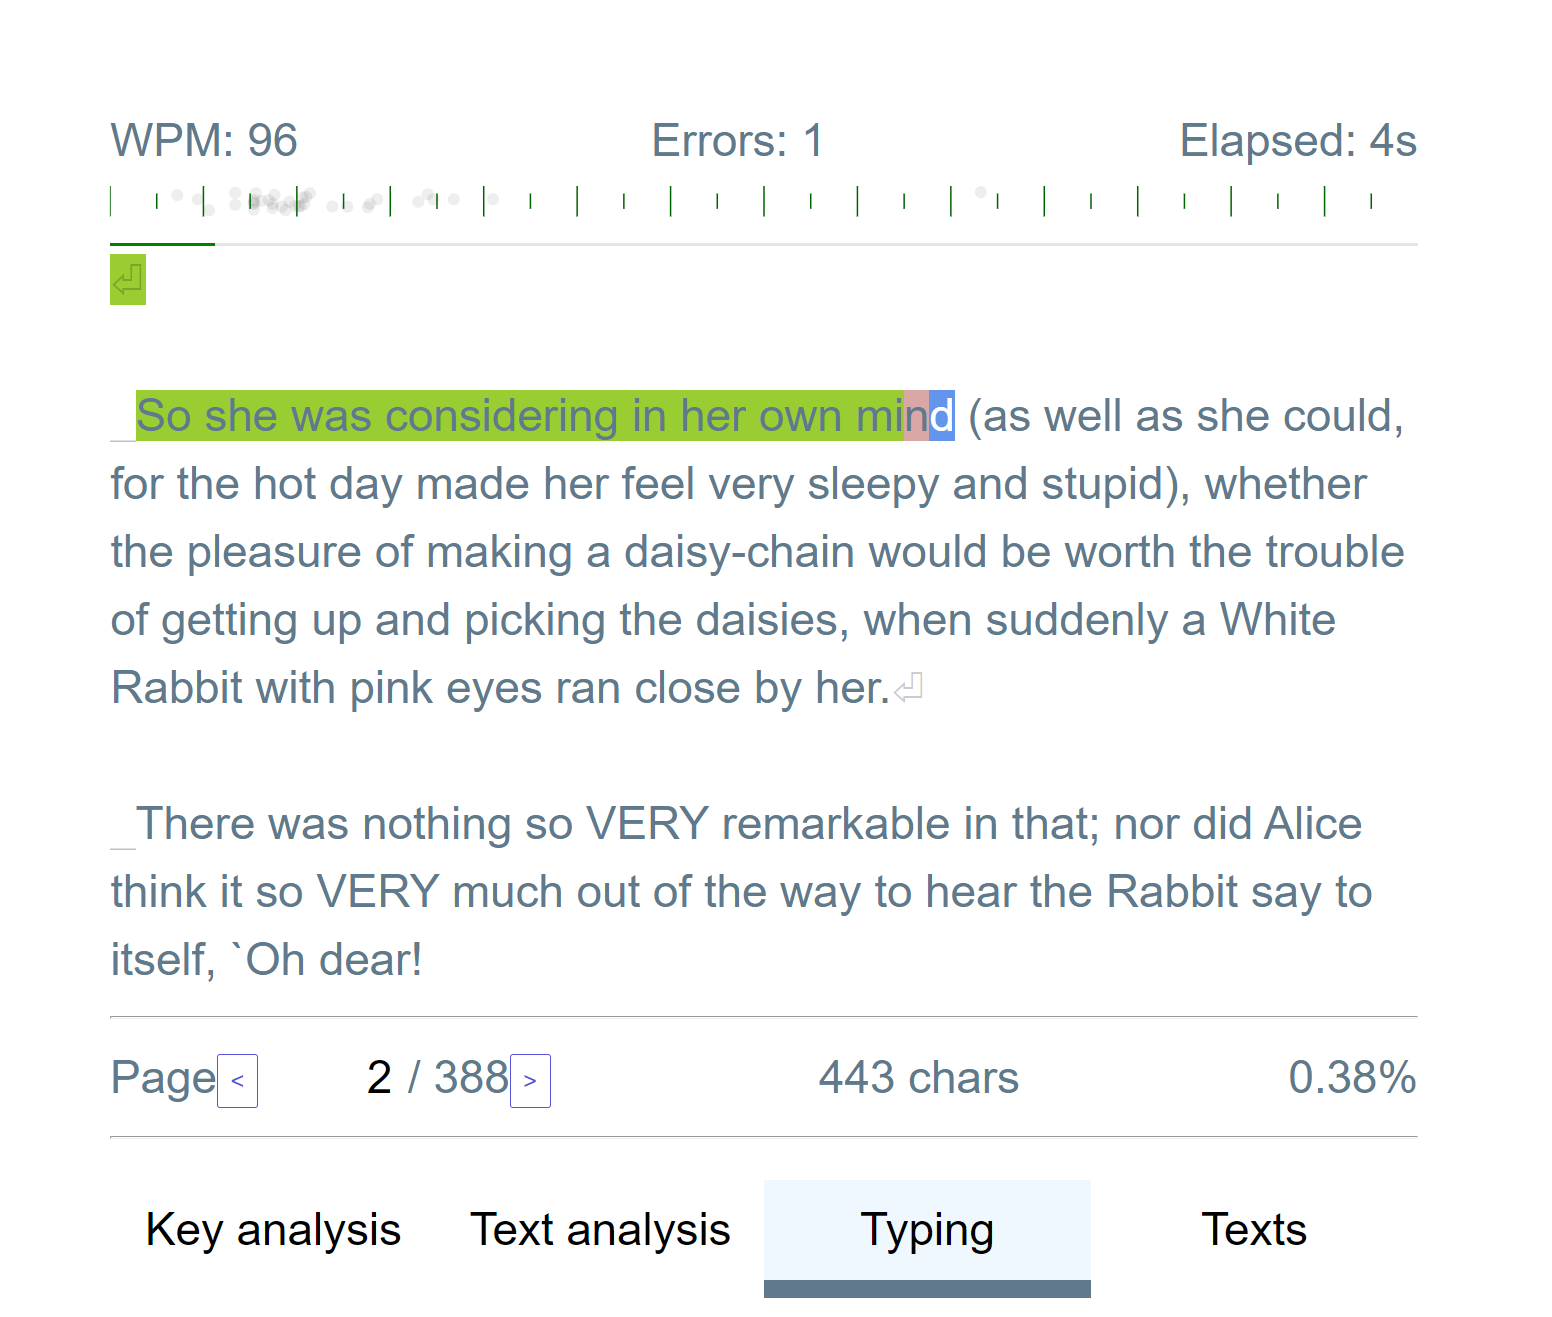 WPM: 96 Errors: 1 Elapsed: 4s
⏎
_So she was considering in her own mind (as well as she could,
for the hot day made her feel very sleepy and stupid), whether
the pleasure of making a daisy-chain would be worth the trouble
of getting up and picking the daisies, when suddenly a White
Rabbit with pink eyes ran close by her.⏎
_There was nothing so VERY remarkable in that; nor did Alice
think it so VERY much out of the way to hear the Rabbit say to
itself, `Oh dear!
Page < 2 / 388 > 443 chars 0.38%
Key analysis Text analysis Typing Texts